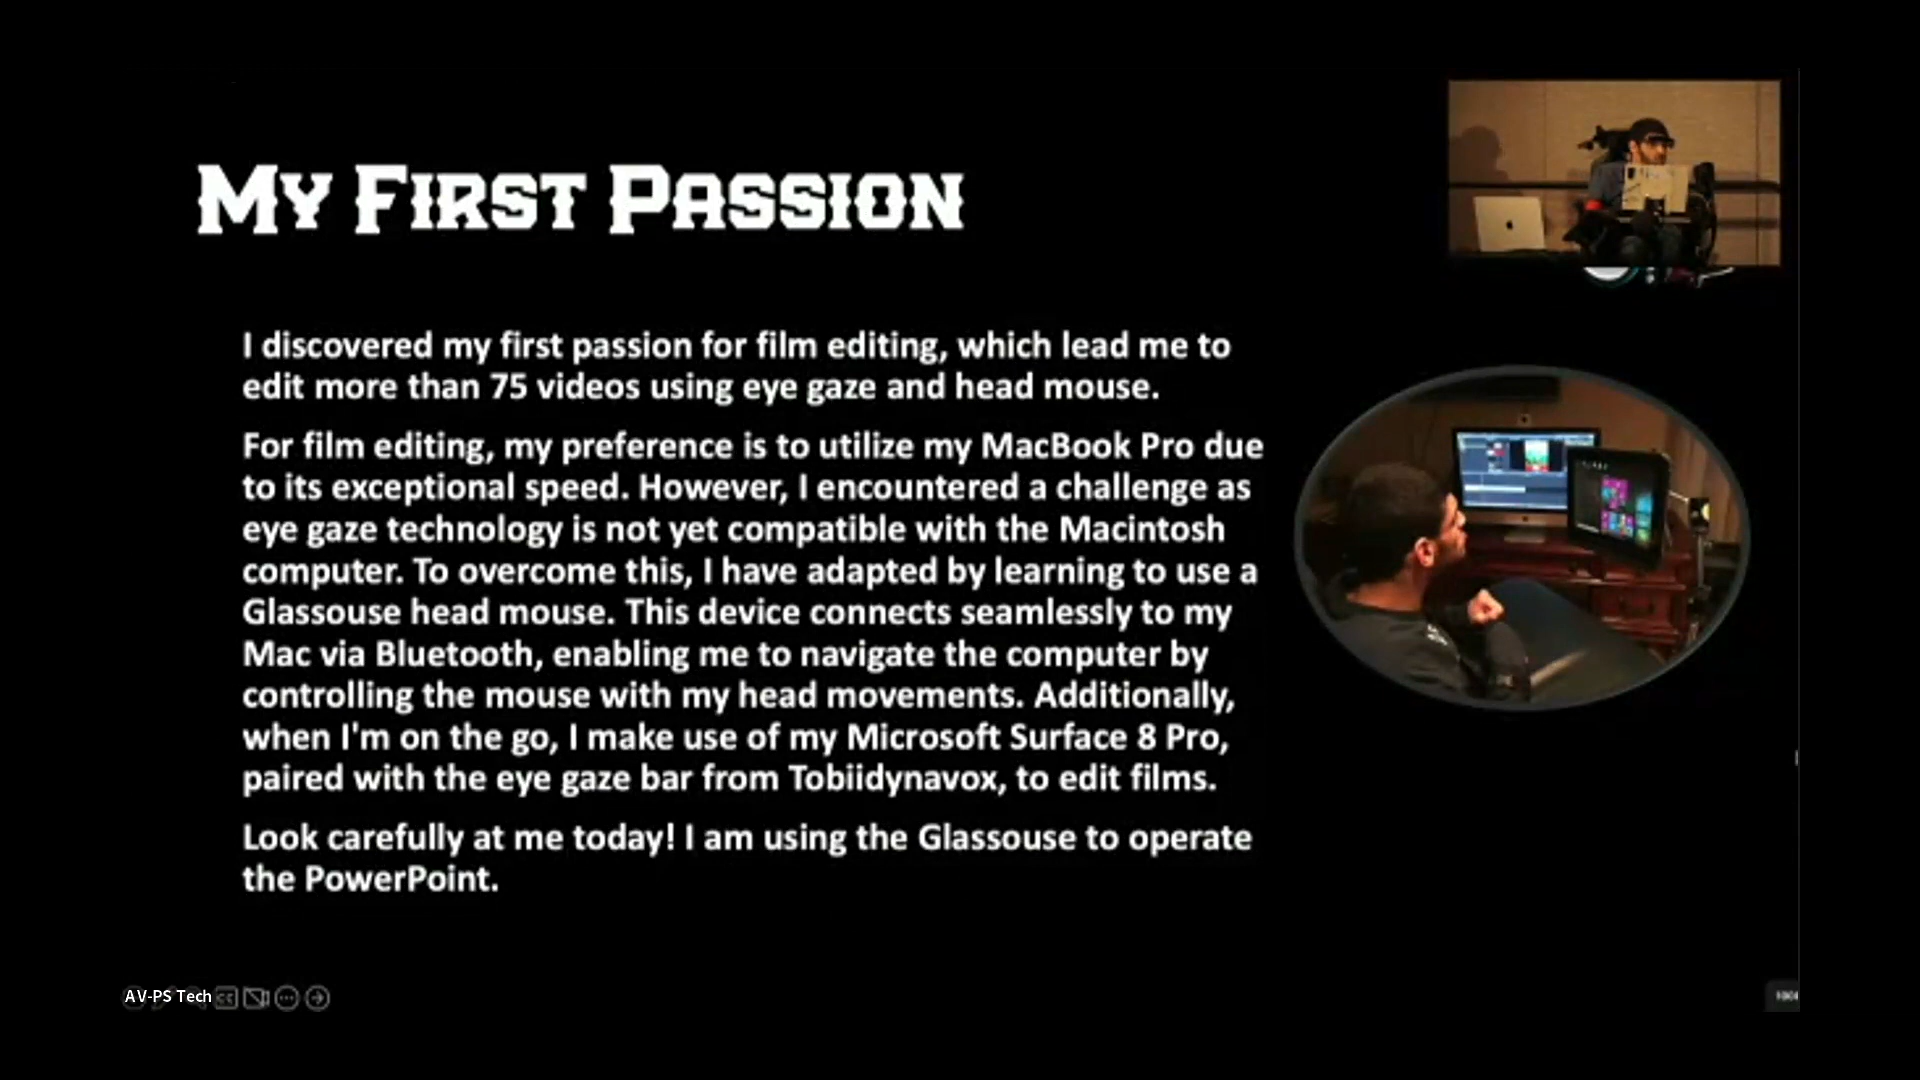 My First Passion
I discovered my first passion for film editing, which lead me to
edit more than 75 videos using eye gaze and head mouse.
For film editing, my preference is to utilize my MacBook Pro due
to its exceptional speed. However, I encountered a challenge as
eye gaze technology is not yet compatible with the Macintosh
computer. To overcome this, I have adapted by learning to use a
Glassouse head mouse. This device connects seamlessly to my
Mac via Bluetooth, enabling me to navigate the computer by
controlling the mouse with my head movements. Additionally,
when I'm on the go, I make use of my Microsoft Surface 8 Pro,
paired with the eye gaze bar from Tobiidynavox, to edit films.
Look carefully at me today! I am using the Glassouse to operate
the PowerPoint.
AV-PS Tech